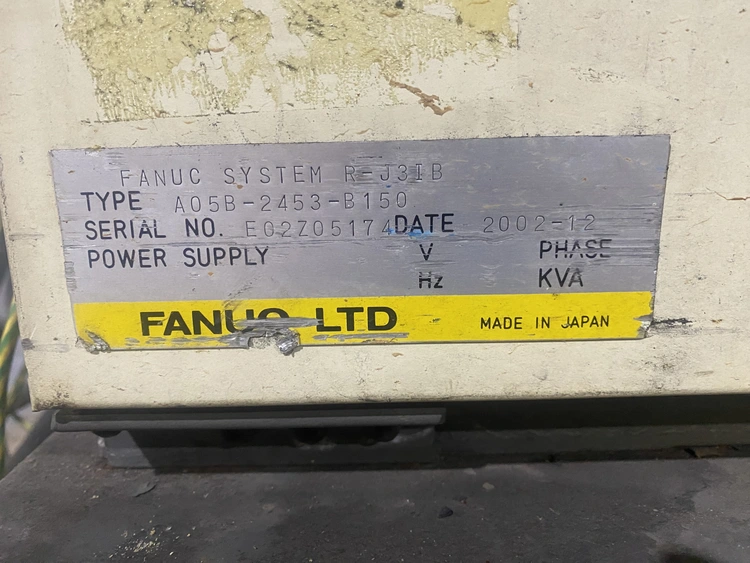 FANUC SYSTEM R-J3IB
TYPE A05B-2453-B150
SERIAL NO. E02Z05174 DATE 2002-12
POWER SUPPLY V PHASE
Hz KVA
FANUC LTD MADE IN JAPAN